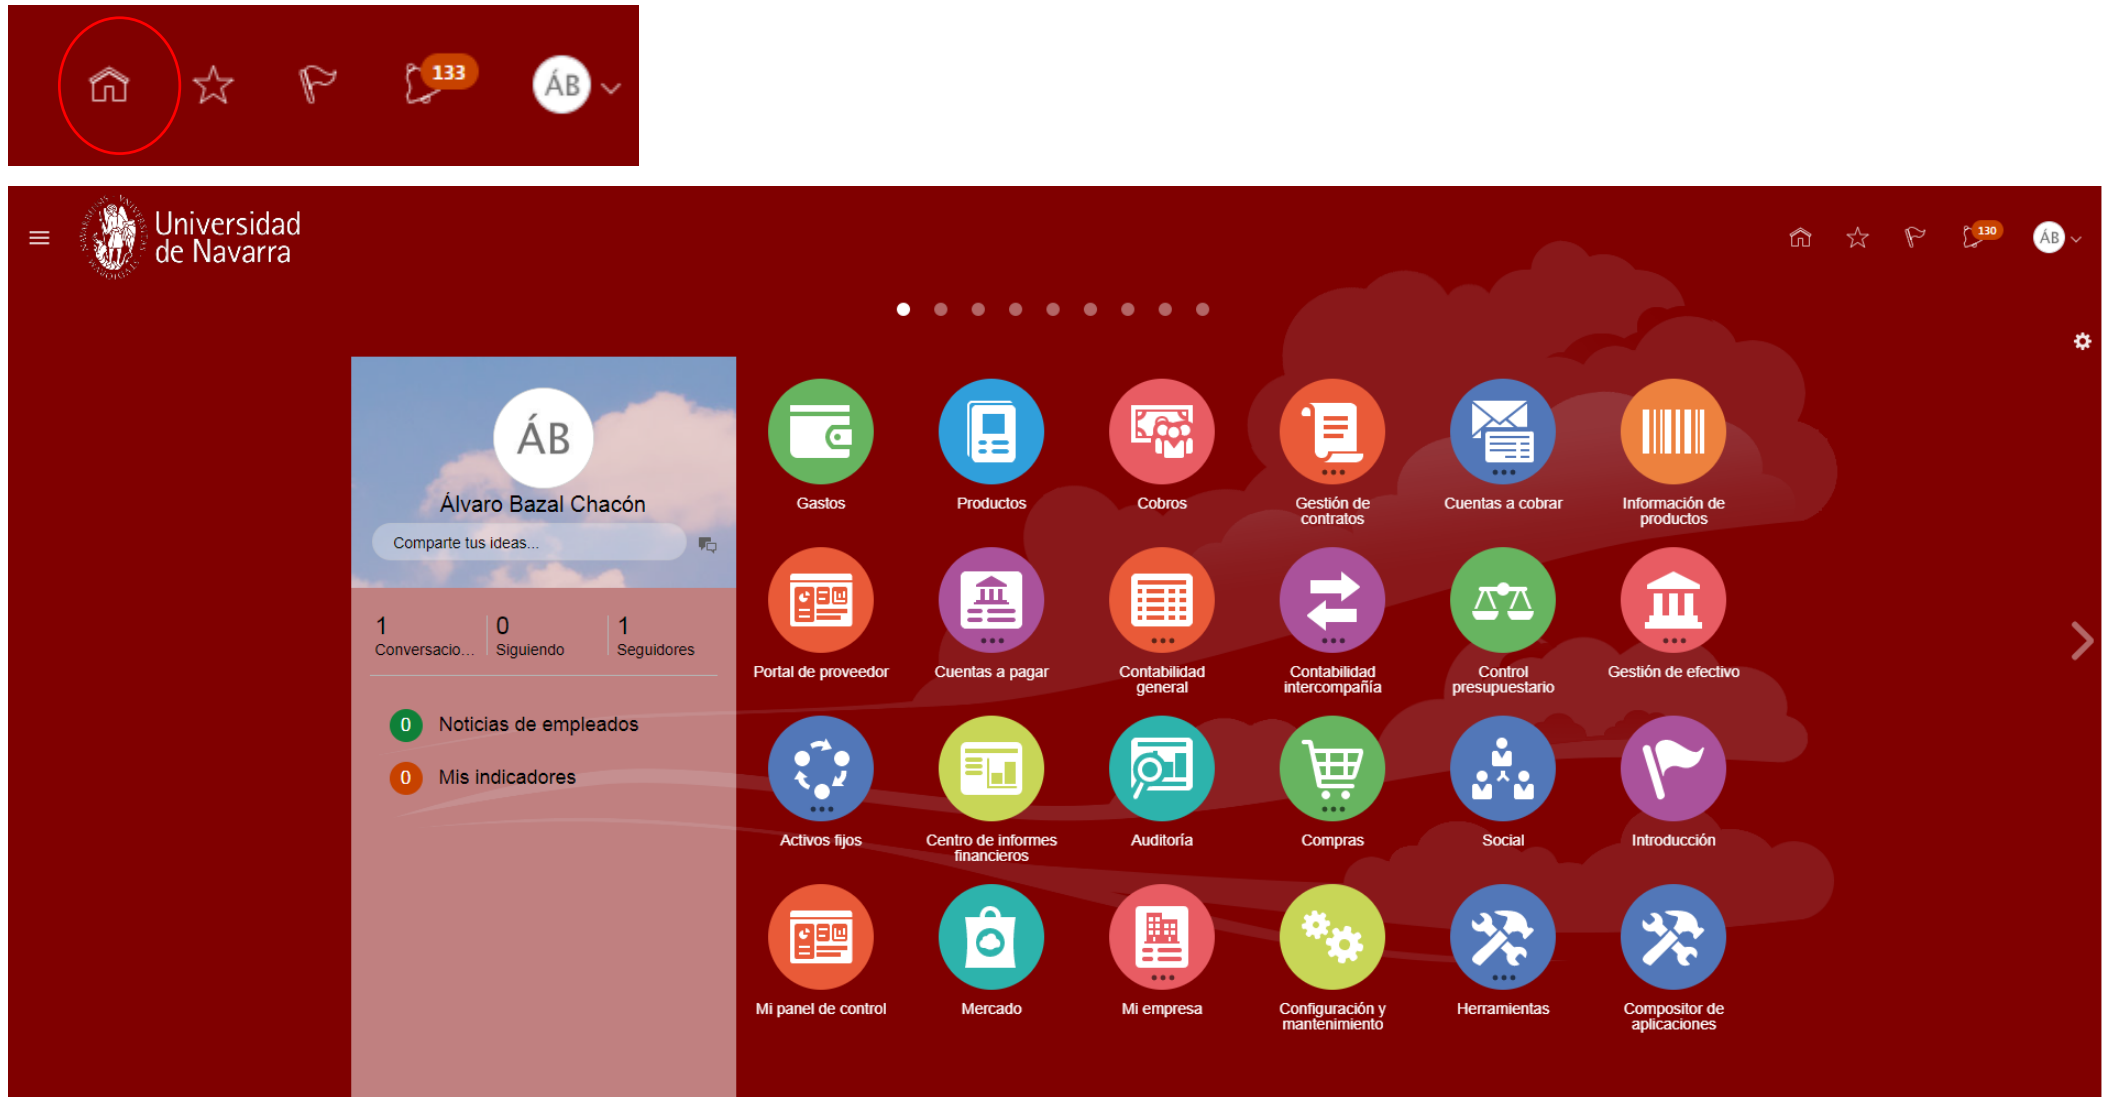 133
ÁB
Universidad
de Navarra
130
ÁB
ÁB
Álvaro Bazal Chacón
Comparte tus ideas...
1
Conversacio...
0
Siguiendo
1
Seguidores
0 Noticias de empleados
0 Mis indicadores
Gastos
Productos
Cobros
Gestión de
contratos
Cuentas a cobrar
Información de
productos
Portal de proveedor
Cuentas a pagar
Contabilidad
general
Contabilidad
intercompañía
Control
presupuestario
Gestión de efectivo
Activos fijos
Centro de informes
financieros
Auditoría
Compras
Social
Introducción
Mi panel de control
Mercado
Mi empresa
Configuración y
mantenimiento
Herramientas
Compositor de
aplicaciones